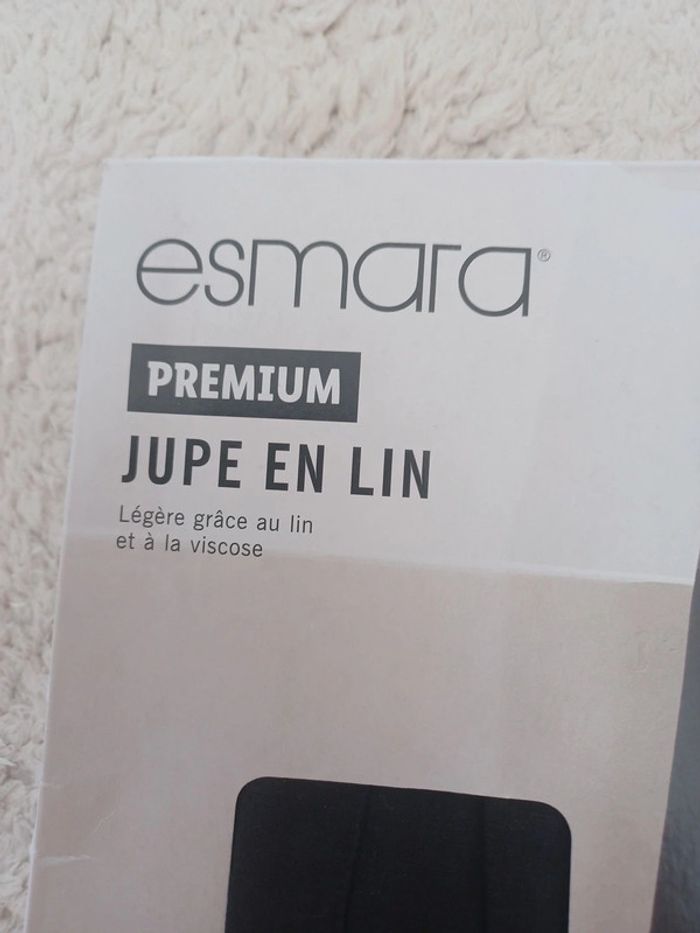 esmara®
PREMIUM
JUPE EN LIN
Légère grâce au lin
et à la viscose